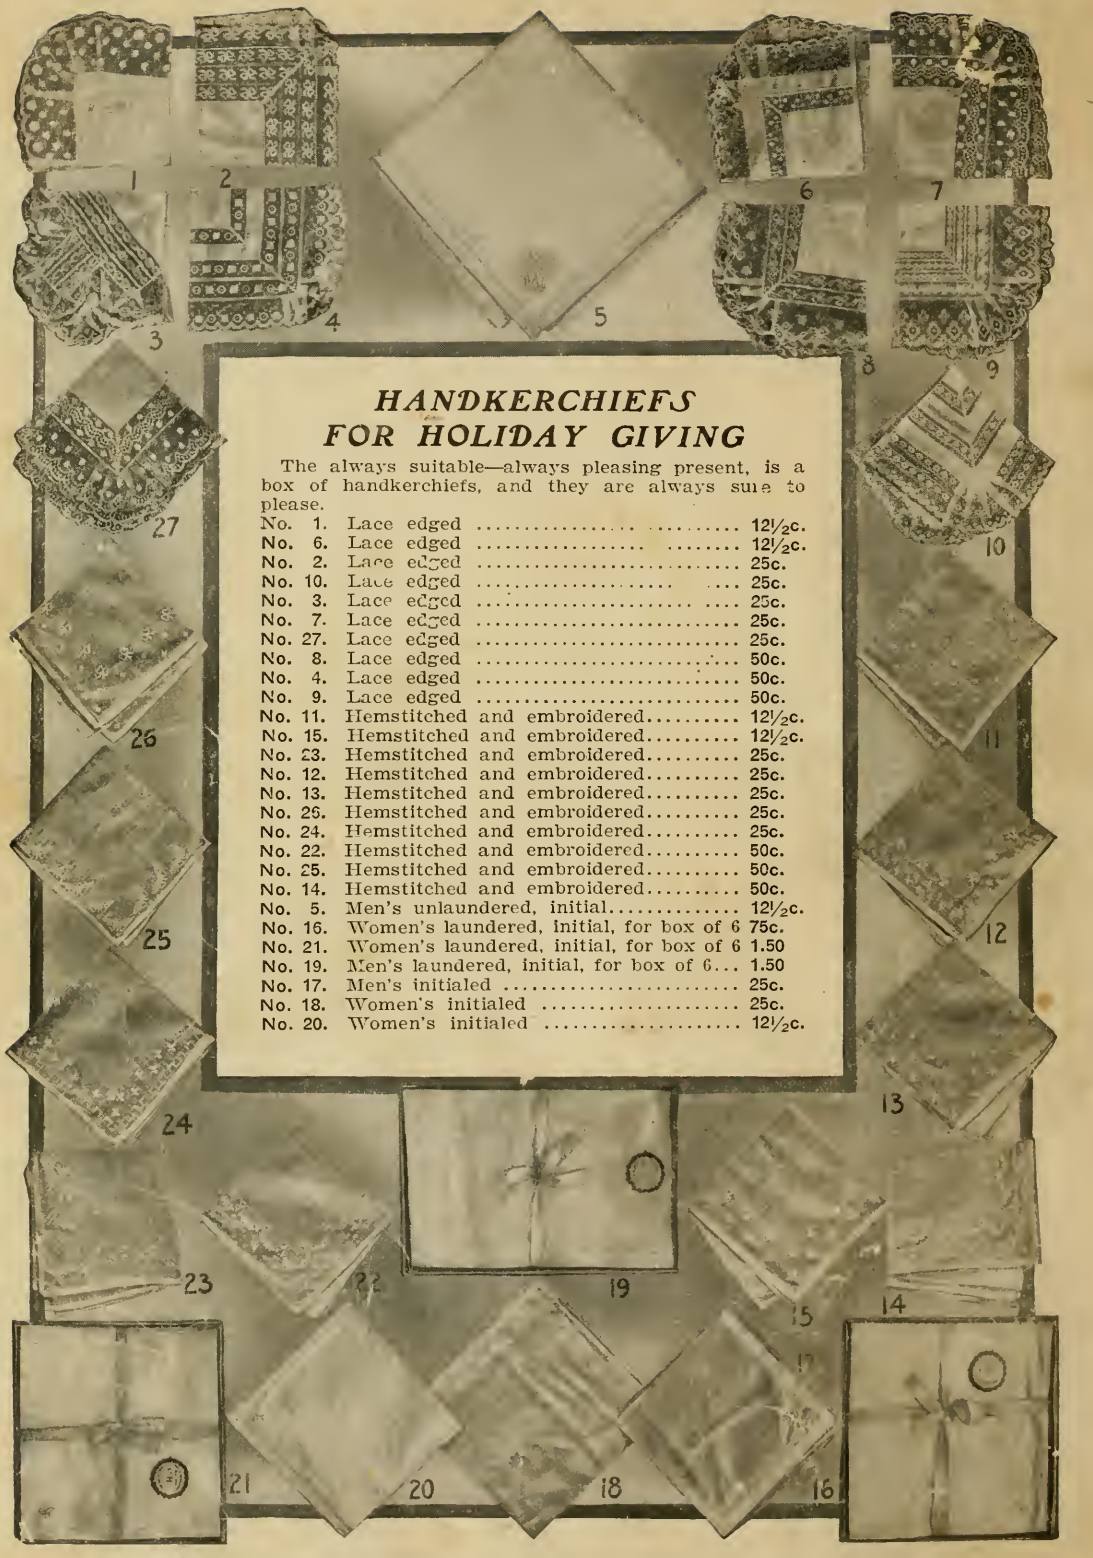 1
2
3
4
5
6
7
8
9
HANDKERCHIEFS
FOR HOLIDAY GIVING
The always suitable—always pleasing present, is a
box of handkerchiefs, and they are always sure to
please.
No. 1. Lace edged .......................... 12½c.
No. 6. Lace edged .......................... 12½c.
No. 2. Lace edged .......................... 25c.
No. 10. Lace edged .......................... 25c.
No. 3. Lace edged .......................... 25c.
No. 7. Lace edged .......................... 25c.
No. 27. Lace edged .......................... 25c.
No. 8. Lace edged .......................... 50c.
No. 4. Lace edged .......................... 50c.
No. 9. Lace edged .......................... 50c.
No. 11. Hemstitched and embroidered.......... 12½c.
No. 15. Hemstitched and embroidered.......... 12½c.
No. 23. Hemstitched and embroidered.......... 25c.
No. 12. Hemstitched and embroidered.......... 25c.
No. 13. Hemstitched and embroidered.......... 25c.
No. 26. Hemstitched and embroidered.......... 25c.
No. 24. Hemstitched and embroidered.......... 25c.
No. 22. Hemstitched and embroidered.......... 50c.
No. 25. Hemstitched and embroidered.......... 50c.
No. 14. Hemstitched and embroidered.......... 50c.
No. 5. Men's unlaundered, initial.............. 12½c.
No. 16. Women's laundered, initial, for box of 6 75c.
No. 21. Women's laundered, initial, for box of 6 1.50
No. 19. Men's laundered, initial, for box of 6... 1.50
No. 17. Men's initialed ......................... 25c.
No. 18. Women's initialed ..................... 25c.
No. 20. Women's initialed ..................... 12½c.
27
10
26
11
25
12
24
13
23
22
19
15
14
17
21
20
18
16